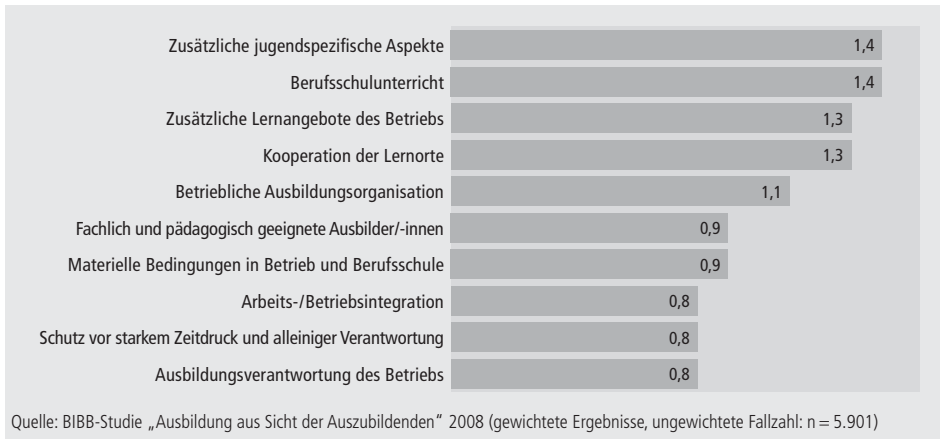 Zusätzliche jugendspezifische Aspekte 1,4
Berufsschulunterricht 1,4
Zusätzliche Lernangebote des Betriebs 1,3
Kooperation der Lernorte 1,3
Betriebliche Ausbildungsorganisation 1,1
Fachlich und pädagogisch geeignete Ausbilder/-innen 0,9
Materielle Bedingungen in Betrieb und Berufsschule 0,9
Arbeits-/Betriebsintegration 0,8
Schutz vor starkem Zeitdruck und alleiniger Verantwortung 0,8
Ausbildungsverantwortung des Betriebs 0,8
Quelle: BIBB-Studie „Ausbildung aus Sicht der Auszubildenden“ 2008 (gewichtete Ergebnisse, ungewichtete Fallzahl: n = 5.901)